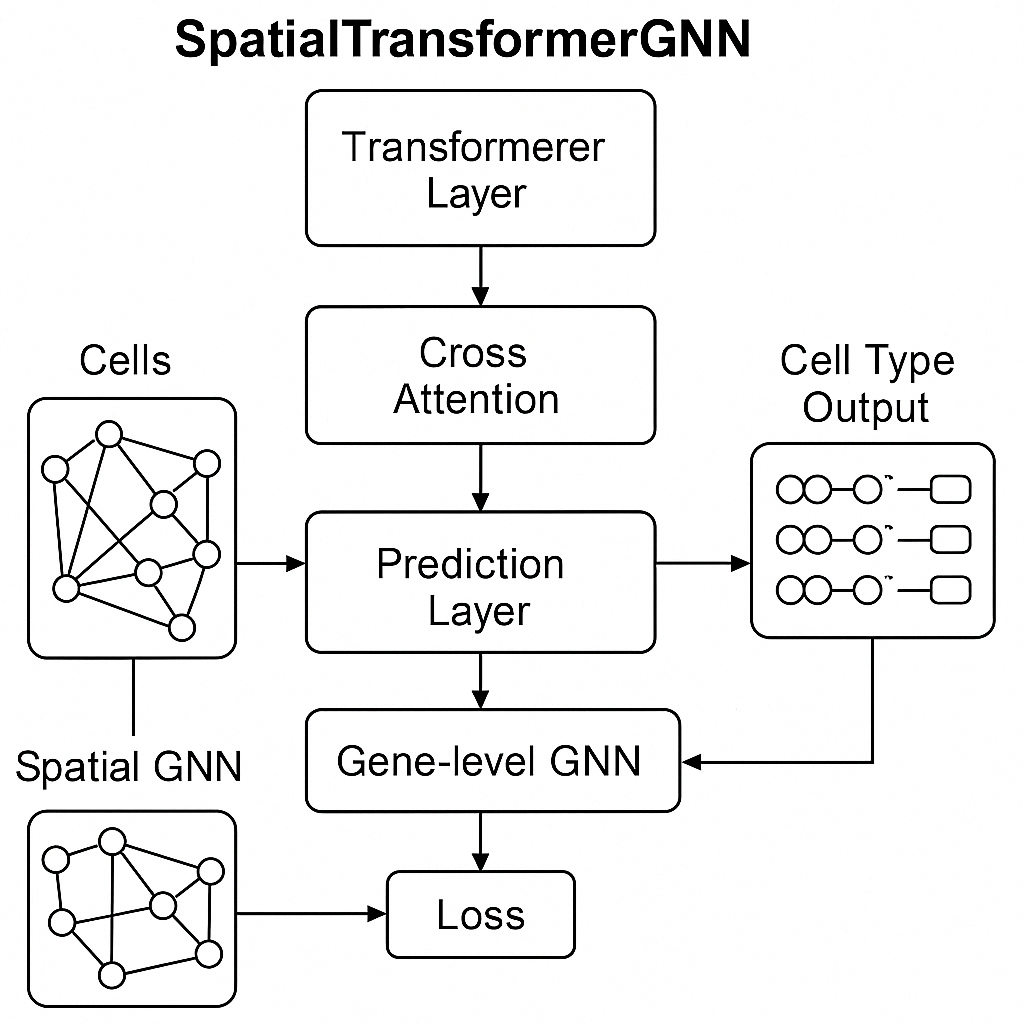 SpatialTransformerGNN
Transformerer
Layer
Cross
Attention
Cells
Cell Type
Output
Prediction
Layer
Spatial GNN
Gene-level GNN
Loss